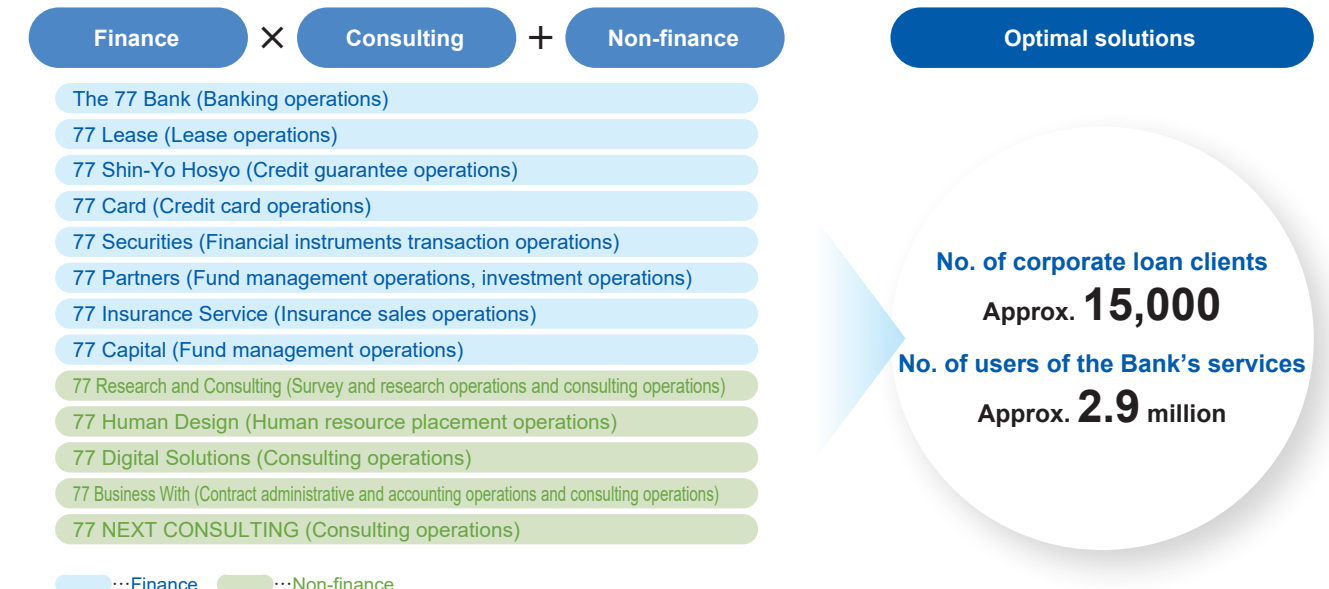 Finance × Consulting + Non-finance
Optimal solutions
The 77 Bank (Banking operations)
77 Lease (Lease operations)
77 Shin-Yo Hosyo (Credit guarantee operations)
77 Card (Credit card operations)
77 Securities (Financial instruments transaction operations)
77 Partners (Fund management operations, investment operations)
77 Insurance Service (Insurance sales operations)
77 Capital (Fund management operations)
77 Research and Consulting (Survey and research operations and consulting operations)
77 Human Design (Human resource placement operations)
77 Digital Solutions (Consulting operations)
77 Business With (Contract administrative and accounting operations and consulting operations)
77 NEXT CONSULTING (Consulting operations)
…Finance …Non-finance
No. of corporate loan clients
Approx. 15,000
No. of users of the Bank’s services
Approx. 2.9 million